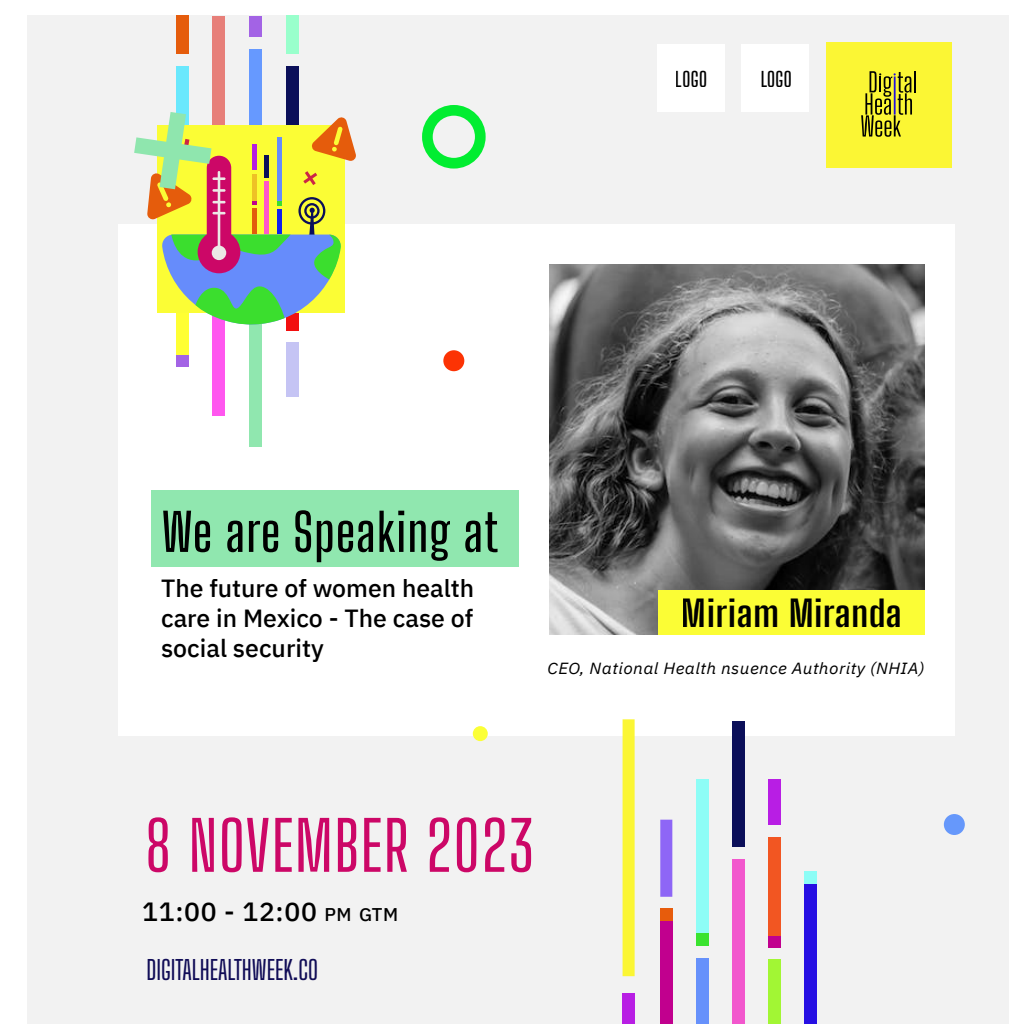 LOGO
LOGO
Digital
Health
Week
We are Speaking at
The future of women health
care in Mexico - The case of
social security
Miriam Miranda
CEO, National Health nsuence Authority (NHIA)
8 NOVEMBER 2023
11:00 - 12:00 PM GTM
DIGITALHEALTHWEEK.CO